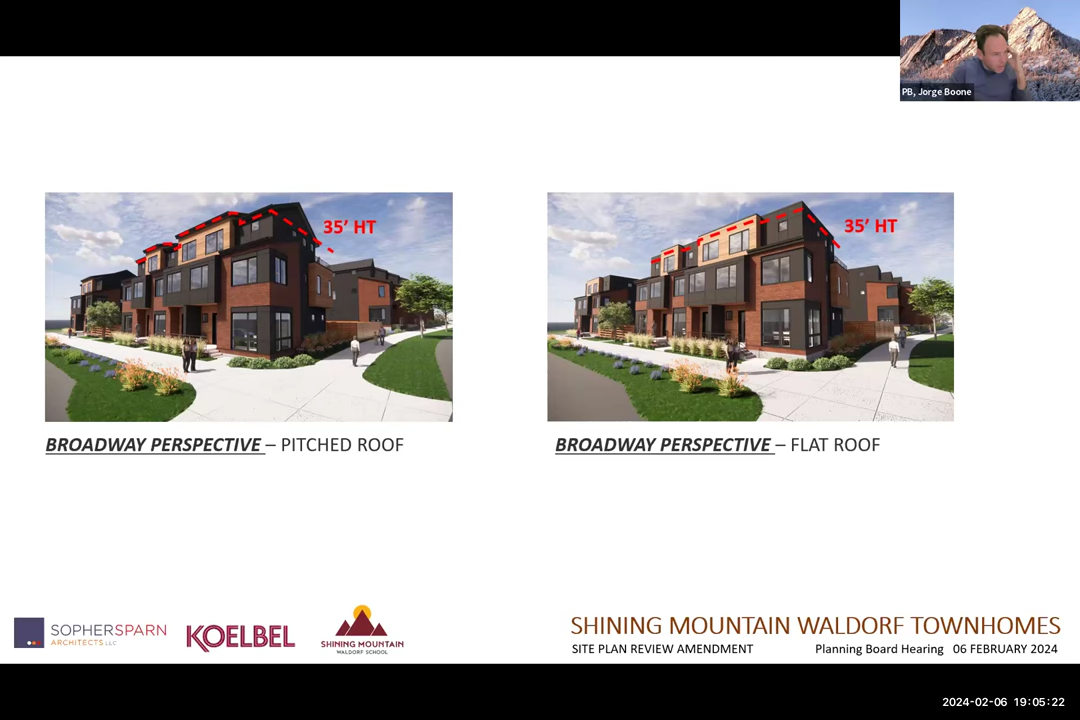 PB, Jorge Boone
35' HT
35' HT
BROADWAY PERSPECTIVE – PITCHED ROOF
BROADWAY PERSPECTIVE – FLAT ROOF
SOPHERSPARN
ARCHITECTS LLC
KOELBEL
SHINING MOUNTAIN
WALDORF SCHOOL
SHINING MOUNTAIN WALDORF TOWNHOMES
SITE PLAN REVIEW AMENDMENT
Planning Board Hearing 06 FEBRUARY 2024
2024-02-06 19:05:22